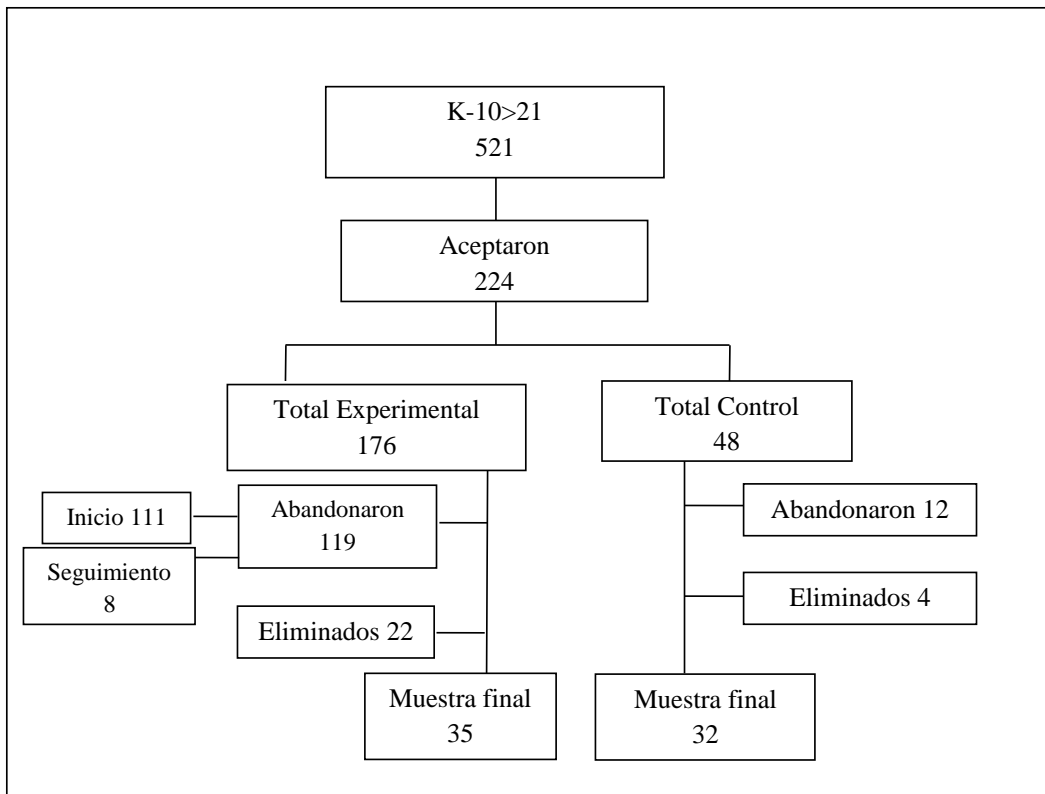 K-10>21
521
Aceptaron
224
Total Experimental
176
Total Control
48
Inicio 111
Abandonaron
119
Seguimiento
8
Eliminados 22
Muestra final
35
Abandonaron 12
Eliminados 4
Muestra final
32